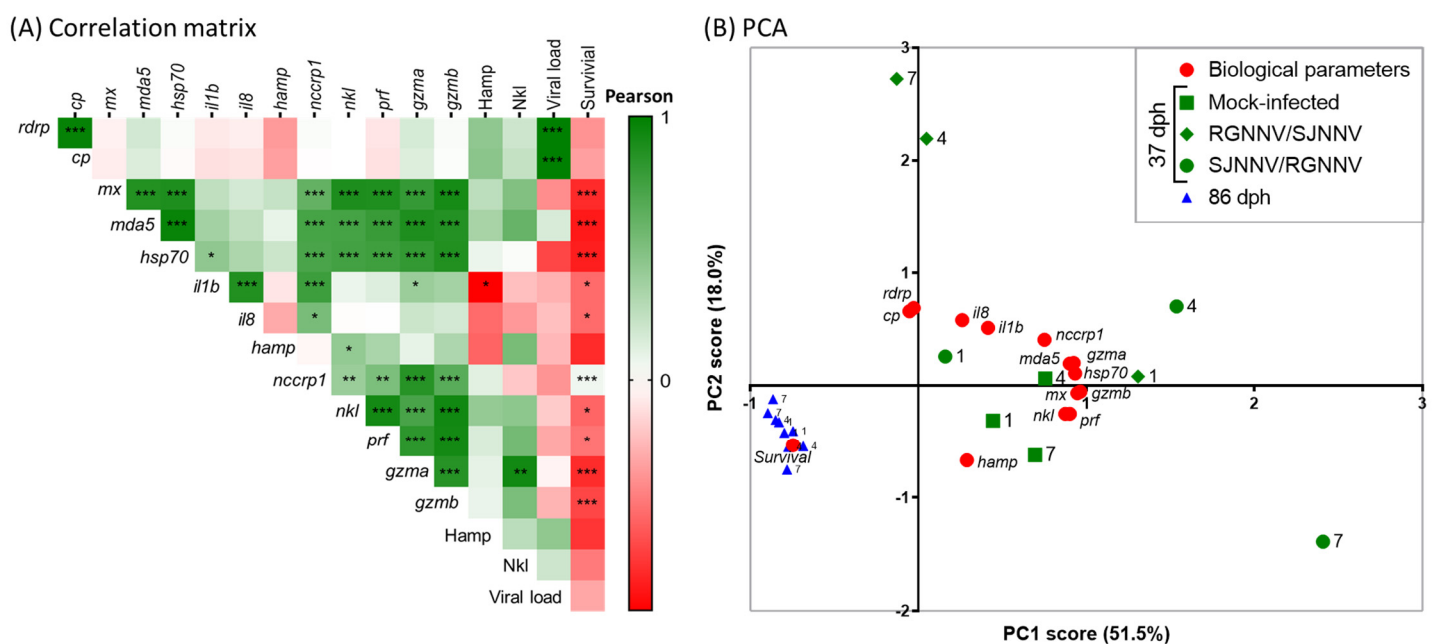 (A) Correlation matrix
cp mx mda5 hsp70 il1b il8 hamp nccrp1 nkl prf gzma gzmb Hamp Nkl Viral load Survivial
Pearson
1
0
rdrp *** ***
cp ***
mx *** *** *** *** *** *** *** ***
mda5 *** *** *** *** *** *** ***
hsp70 * *** *** *** *** *** ***
il1b *** *** * * *
il8 * *
hamp *
nccrp1 ** ** *** *** ***
nkl *** *** *** *
prf *** *** *
gzma *** ** ***
gzmb ***
Hamp
Nkl
Viral load
(B) PCA
PC2 score (18.0%)
3
2
1
-1
-2
-1
1
2
3
PC1 score (51.5%)
Biological parameters
37 dph
Mock-infected
RGNNV/SJNNV
SJNNV/RGNNV
86 dph
7
4
rdrp
cp
il8
il1b
nccrp1
4
1
mda5
gzma
hsp70
4
1
mx
gzmb
nkl
prf
1
hamp
7
7
7
7
4
1
1
4
Survival
7